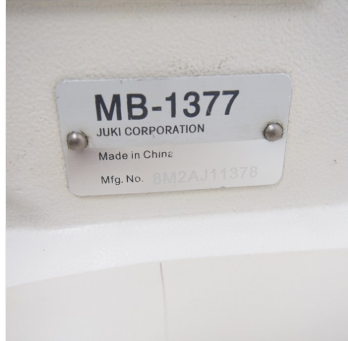 MB-1377
JUKI CORPORATION
Made in China
Mfg. No. 8M2AJ11378